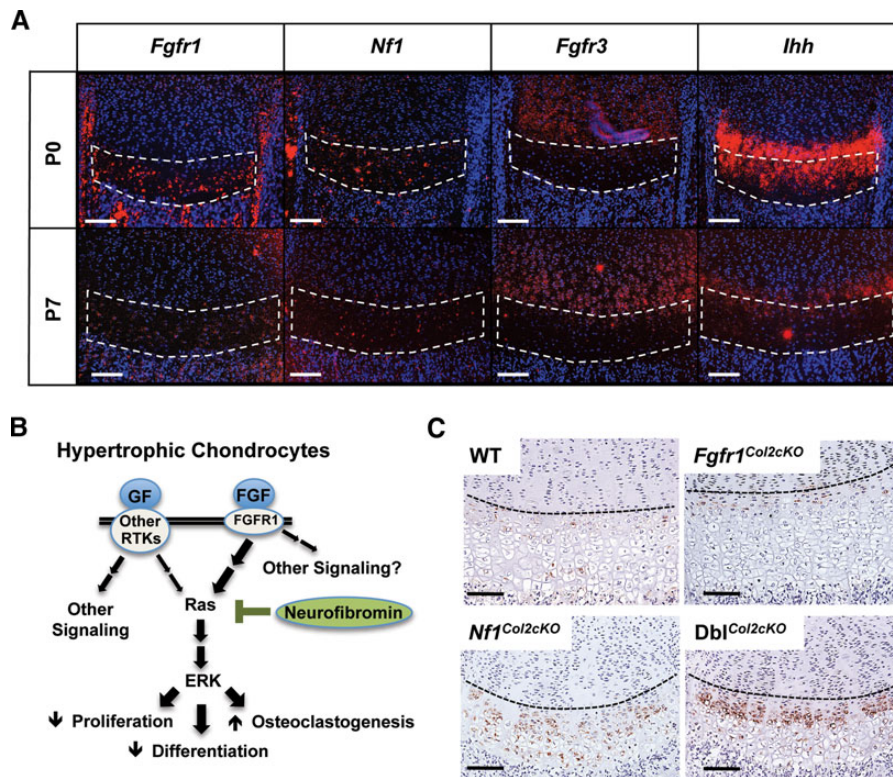 A
Fgfr1 Nf1 Fgfr3 Ihh
P0
P7
B
Hypertrophic Chondrocytes
GF FGF
Other RTKs
FGFR1
Other Signaling?
Other Signaling
Ras
Neurofibromin
ERK
↓ Proliferation
↑ Osteoclastogenesis
↓ Differentiation
C
WT
Fgfr1Col2cKO
Nf1Col2cKO
DblCol2cKO